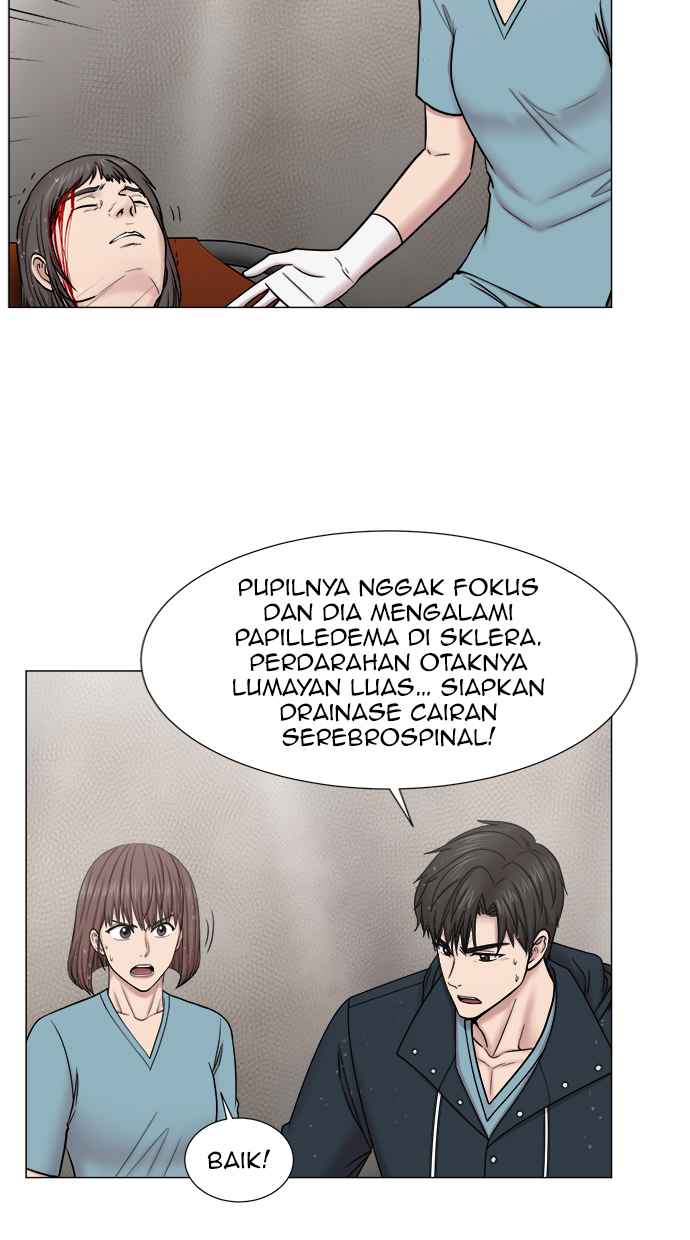 PUPILNYA NGGAK FOKUS
DAN DIA MENGALAMI
PAPILLEDEMA DI SKLERA.
PERDARAHAN OTAKNYA
LUMAYAN LUAS... SIAPKAN
DRAINASE CAIRAN
SEREBROSPINAL!
BAIK!